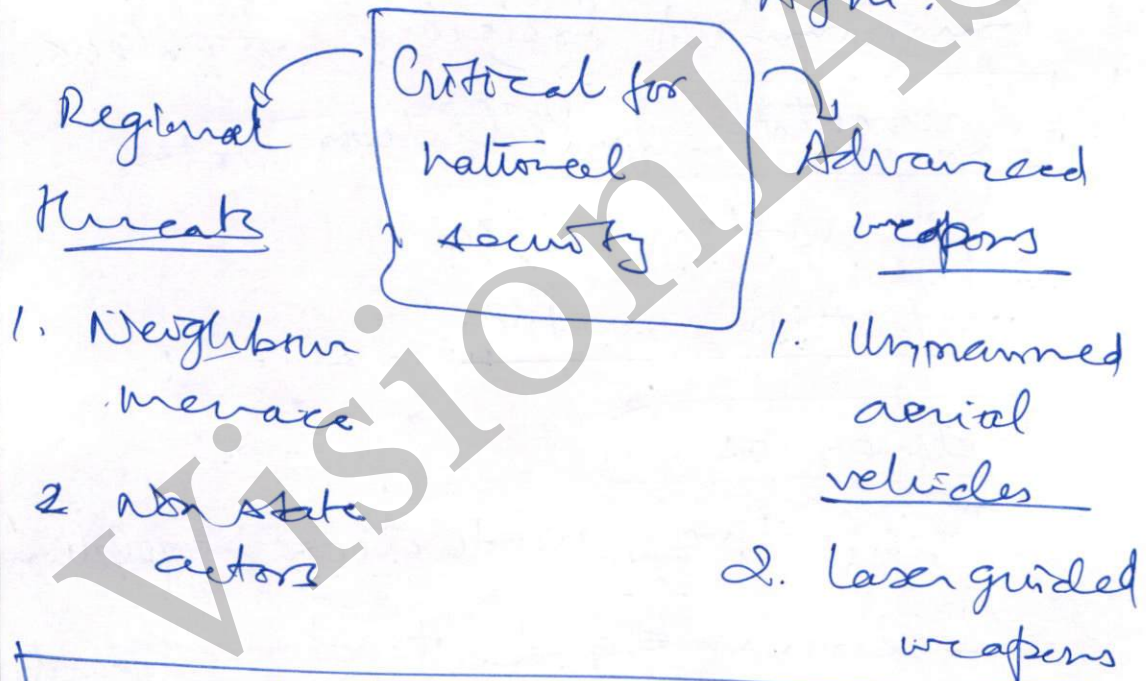 Critical for
national
security
Regional
threats
1. Neighbour
menace
2 Non state
actors
Advanced
weapons
1. Unmanned
aerial
vehicles
2. Laser guided
weapons
VisionIAS